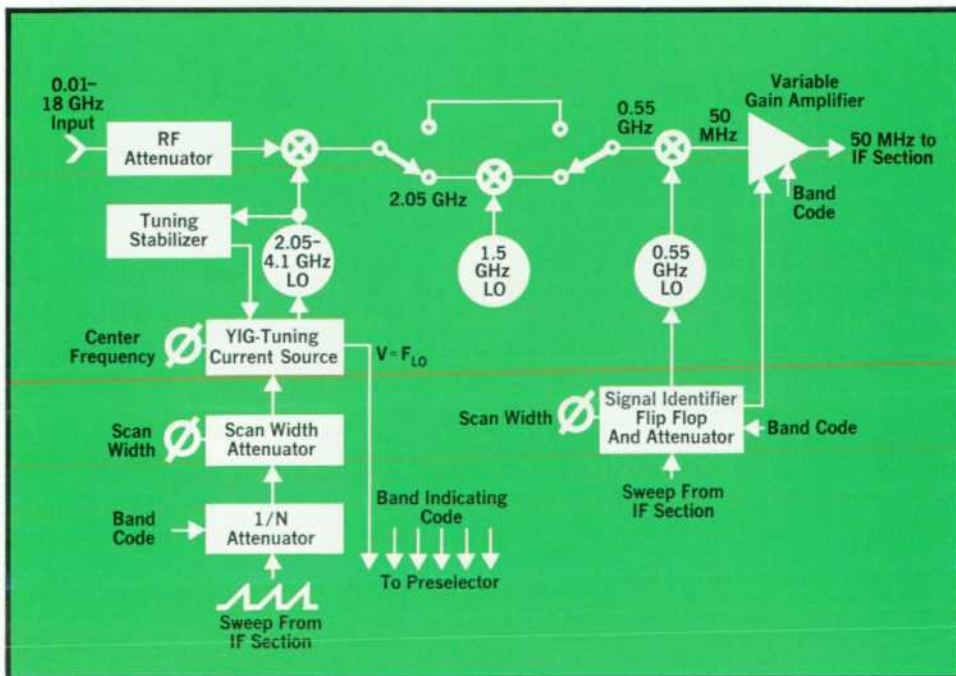 0.01–
18 GHz
Input
RF
Attenuator
0.55
GHz
50
MHz
Variable
Gain Amplifier
50 MHz to
IF Section
Band
Code
2.05 GHz
Tuning
Stabilizer
2.05–
4.1 GHz
LO
1.5
GHz
LO
0.55
GHz
LO
Center
Frequency
YIG-Tuning
Current Source
V = F_LO
Scan Width
Signal Identifier
Flip Flop
And Attenuator
Band Code
Scan
Width
Scan Width
Attenuator
Sweep From
IF Section
Band
Code
1/N
Attenuator
Band Indicating
Code
To Preselector
Sweep From
IF Section